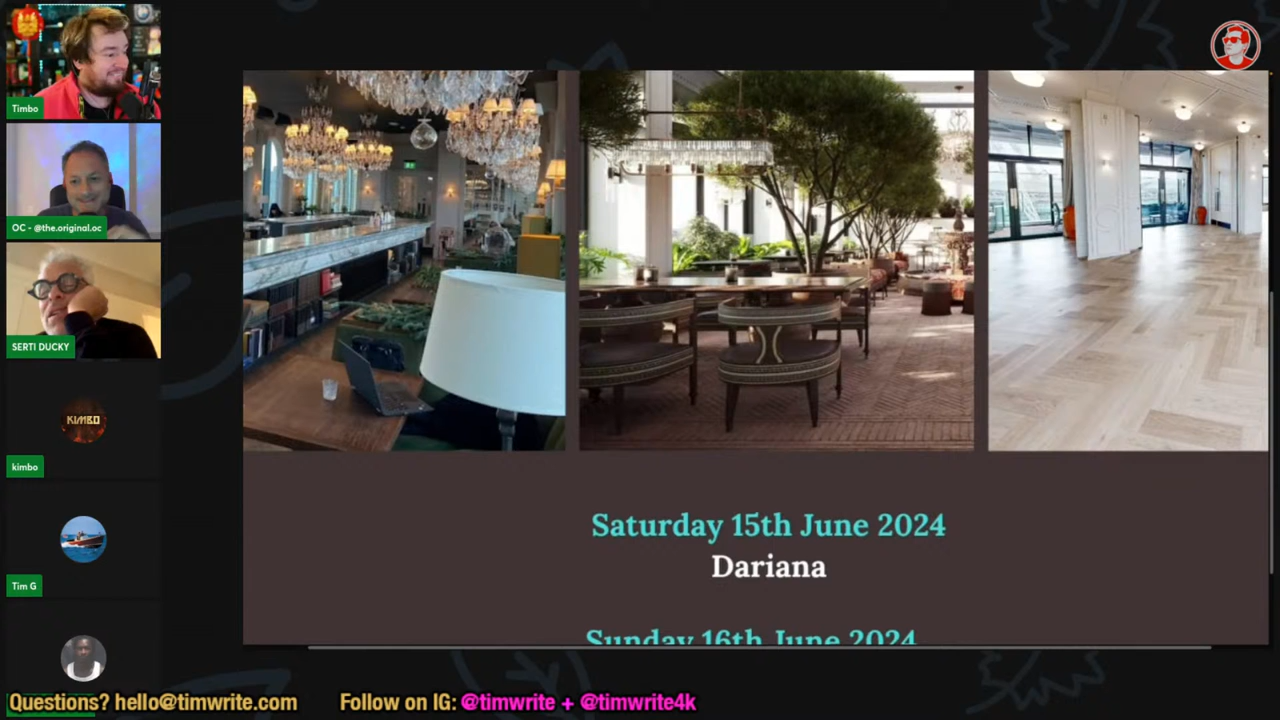 Timbo
OC - @the.original.oc
SERTI DUCKY
KIMBO
kimbo
Tim G
Saturday 15th June 2024
Dariana
Sunday 16th June 2024
Questions? hello@timwrite.com
Follow on IG: @timwrite + @timwrite4k